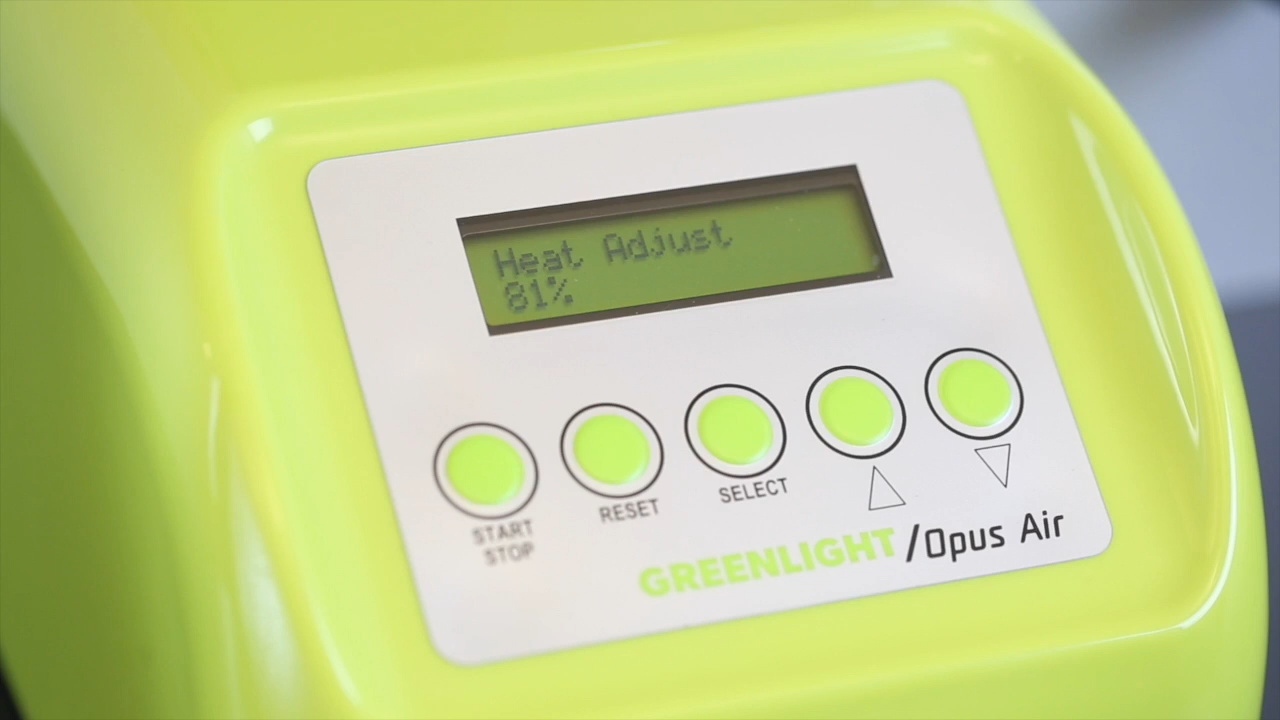 Heat Adjust
81%
START
STOP
RESET
SELECT
GREENLIGHT/Opus Air